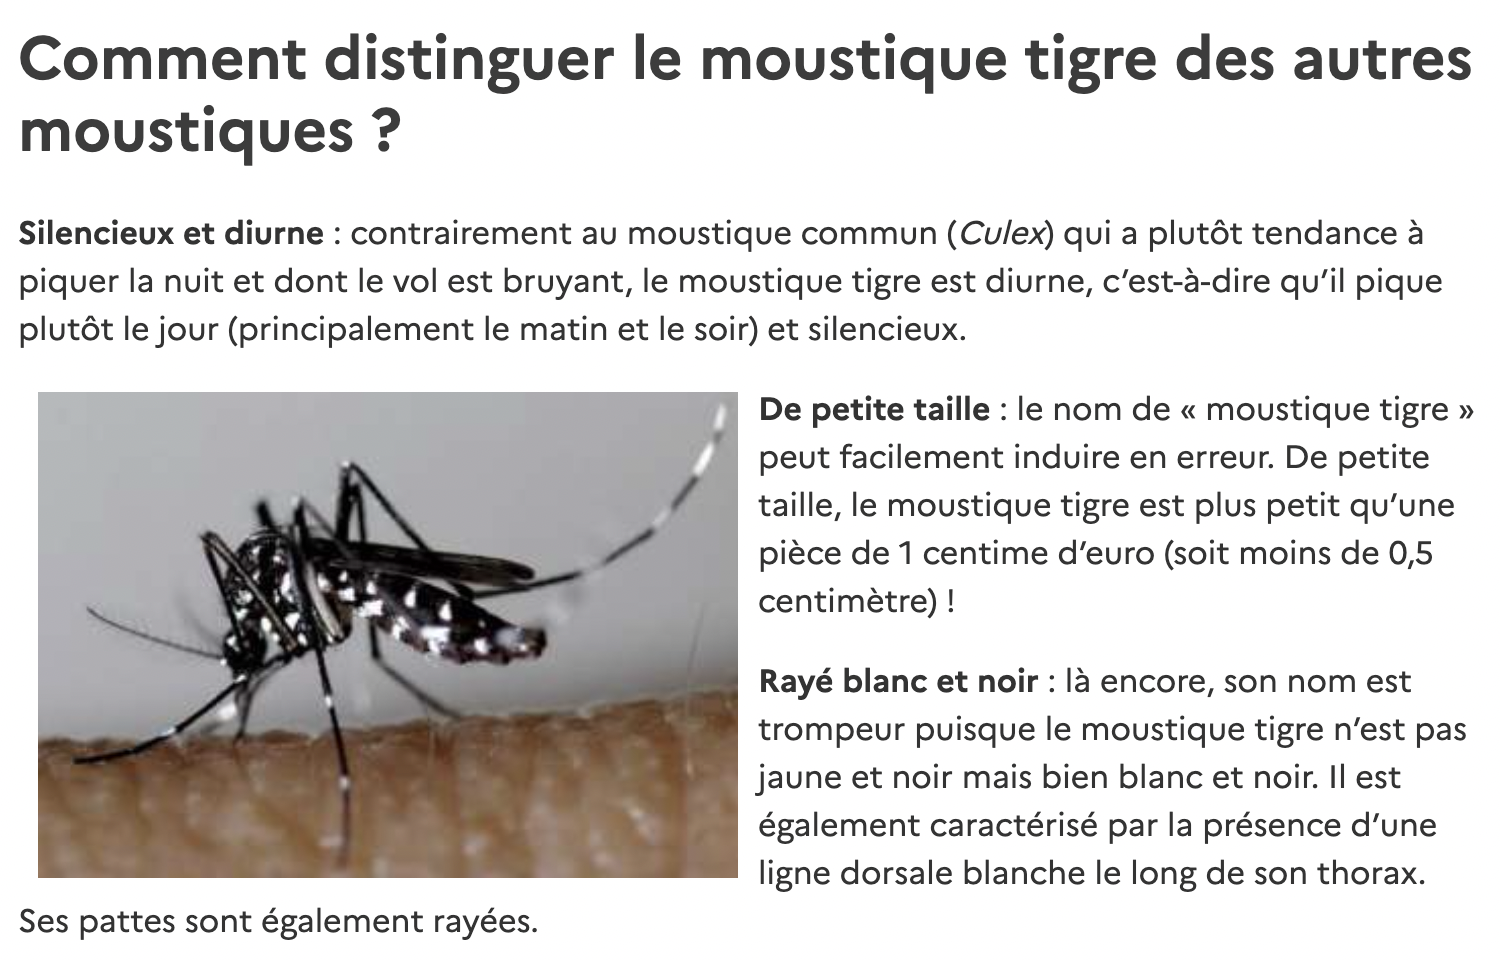 Comment distinguer le moustique tigre des autres
moustiques ?
Silencieux et diurne : contrairement au moustique commun (Culex) qui a plutôt tendance à
piquer la nuit et dont le vol est bruyant, le moustique tigre est diurne, c’est-à-dire qu’il pique
plutôt le jour (principalement le matin et le soir) et silencieux.
De petite taille : le nom de « moustique tigre »
peut facilement induire en erreur. De petite
taille, le moustique tigre est plus petit qu’une
pièce de 1 centime d’euro (soit moins de 0,5
centimètre) !
Rayé blanc et noir : là encore, son nom est
trompeur puisque le moustique tigre n’est pas
jaune et noir mais bien blanc et noir. Il est
également caractérisé par la présence d’une
ligne dorsale blanche le long de son thorax.
Ses pattes sont également rayées.